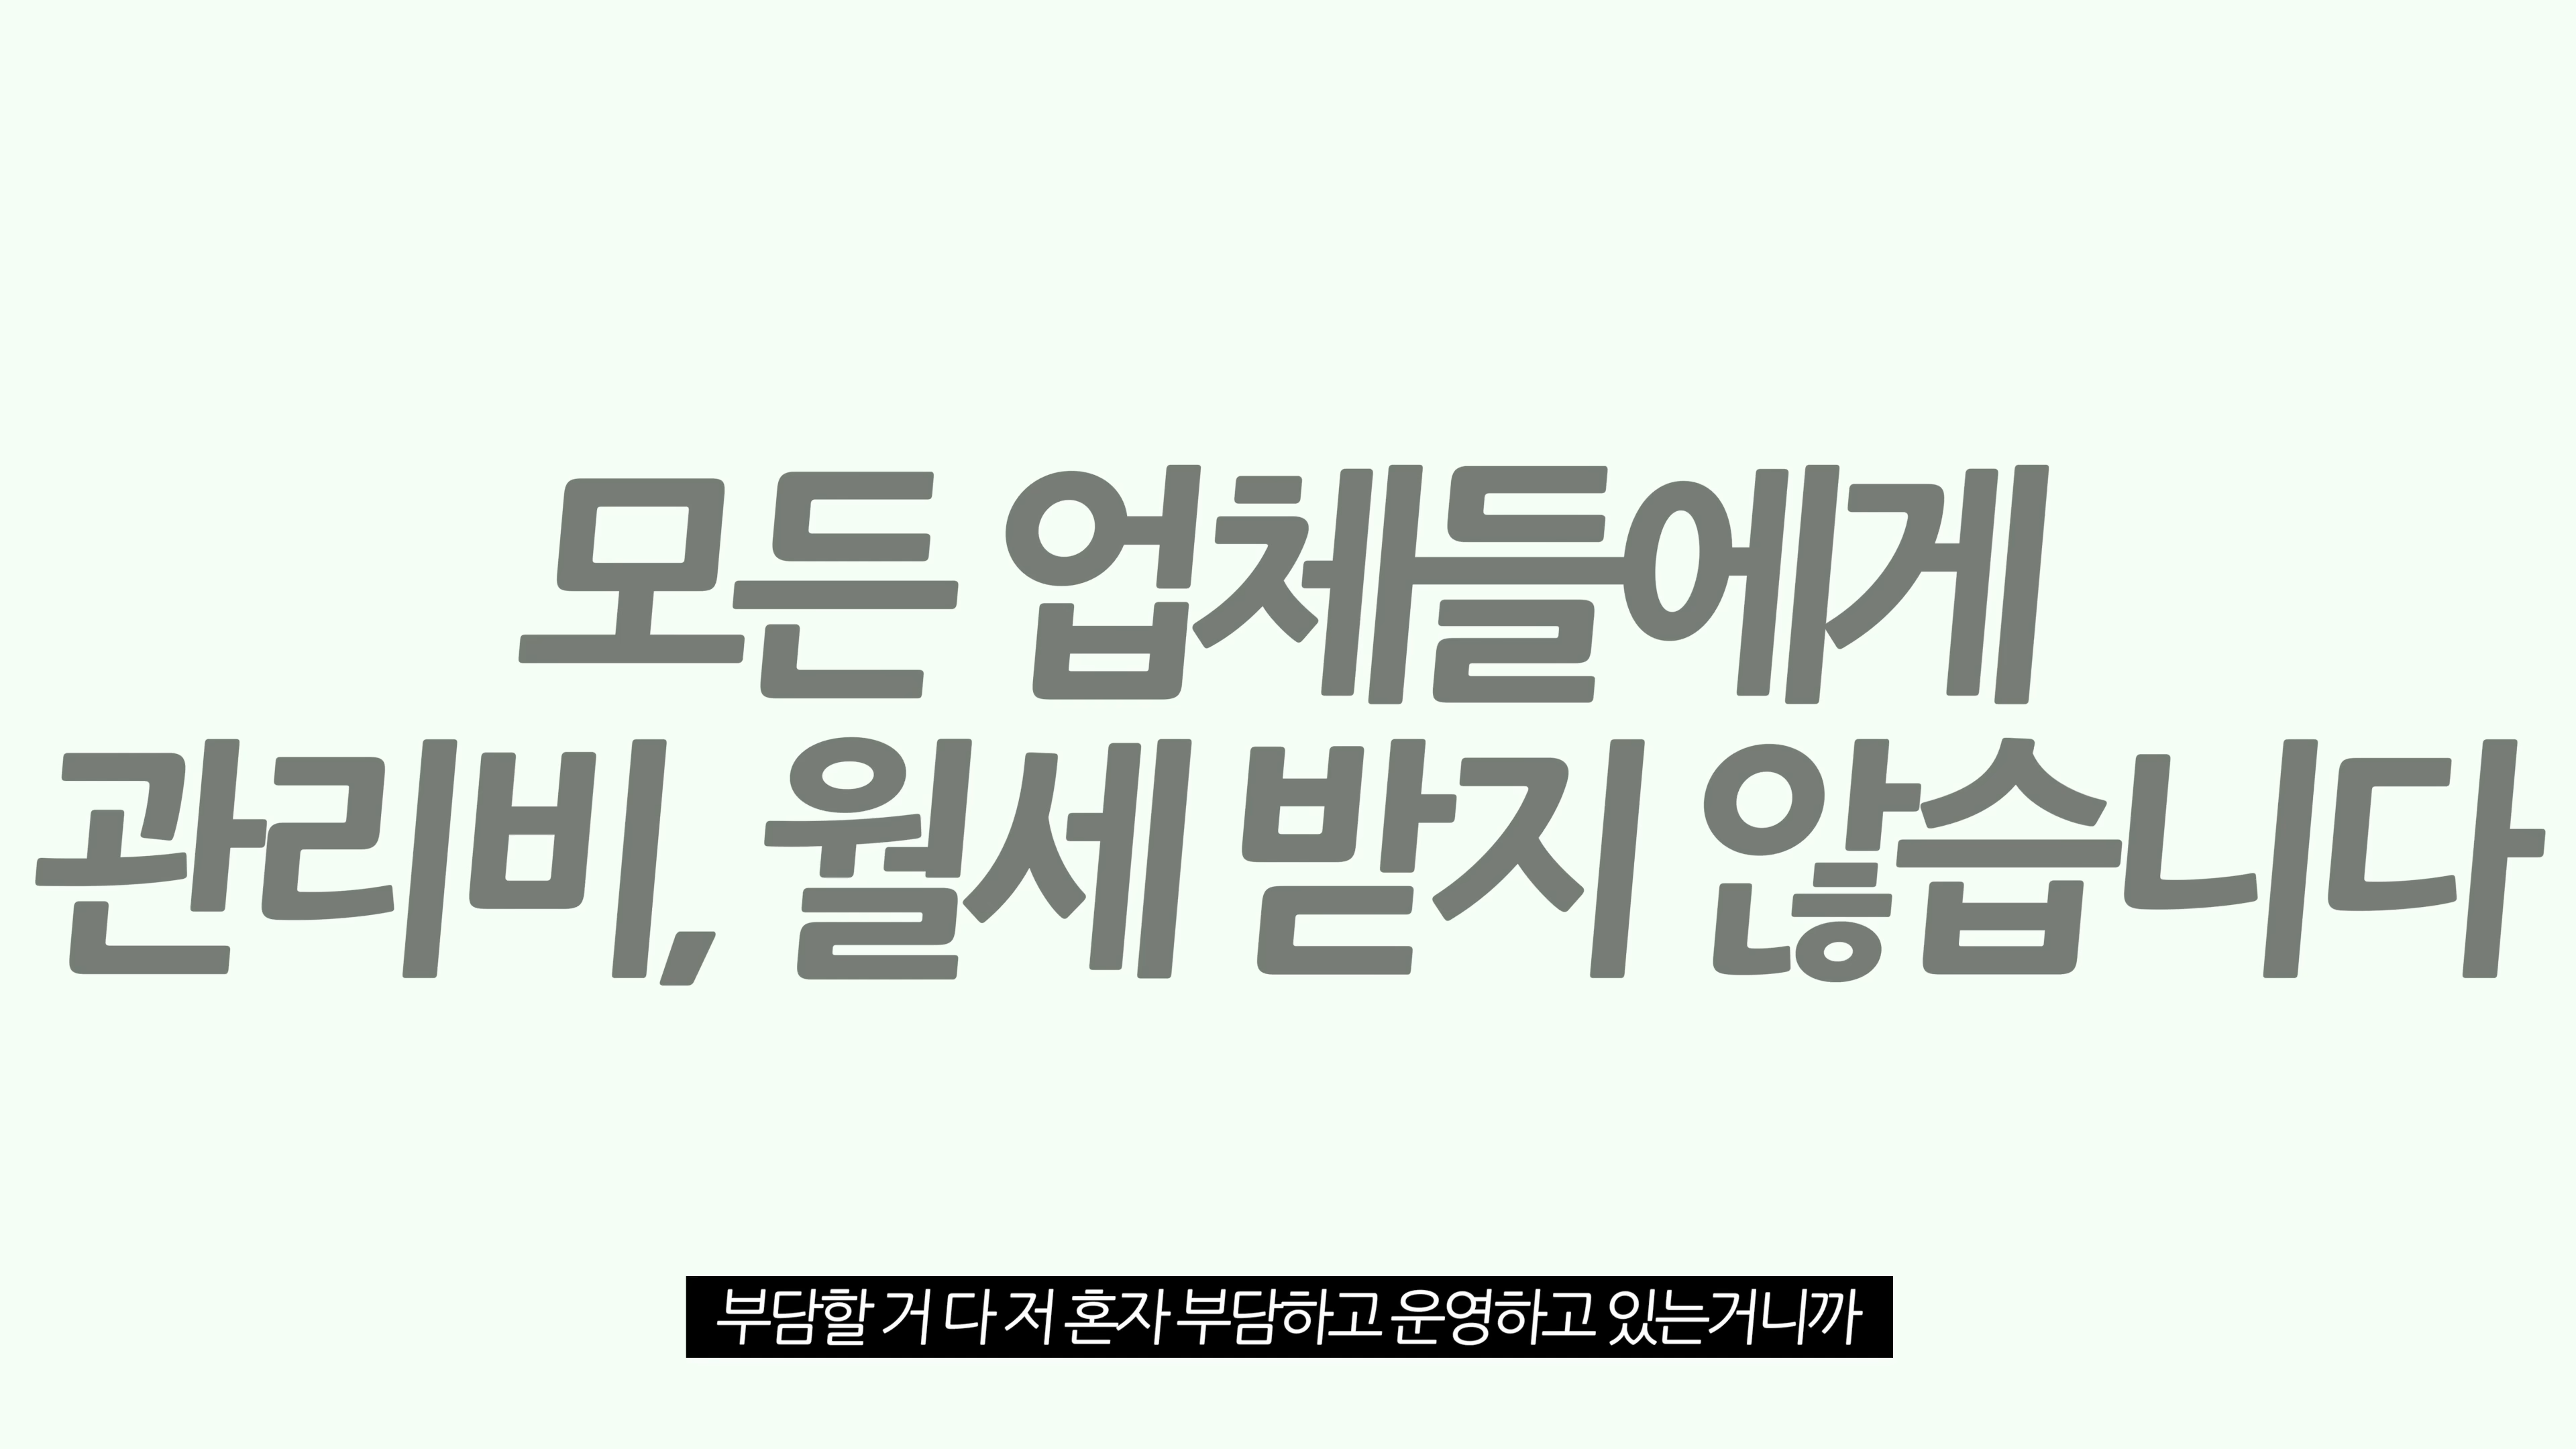 모든 업체들에게
관리비, 월세 받지 않습니다
부담할 거 다 저 혼자 부담하고 운영하고 있는거니까